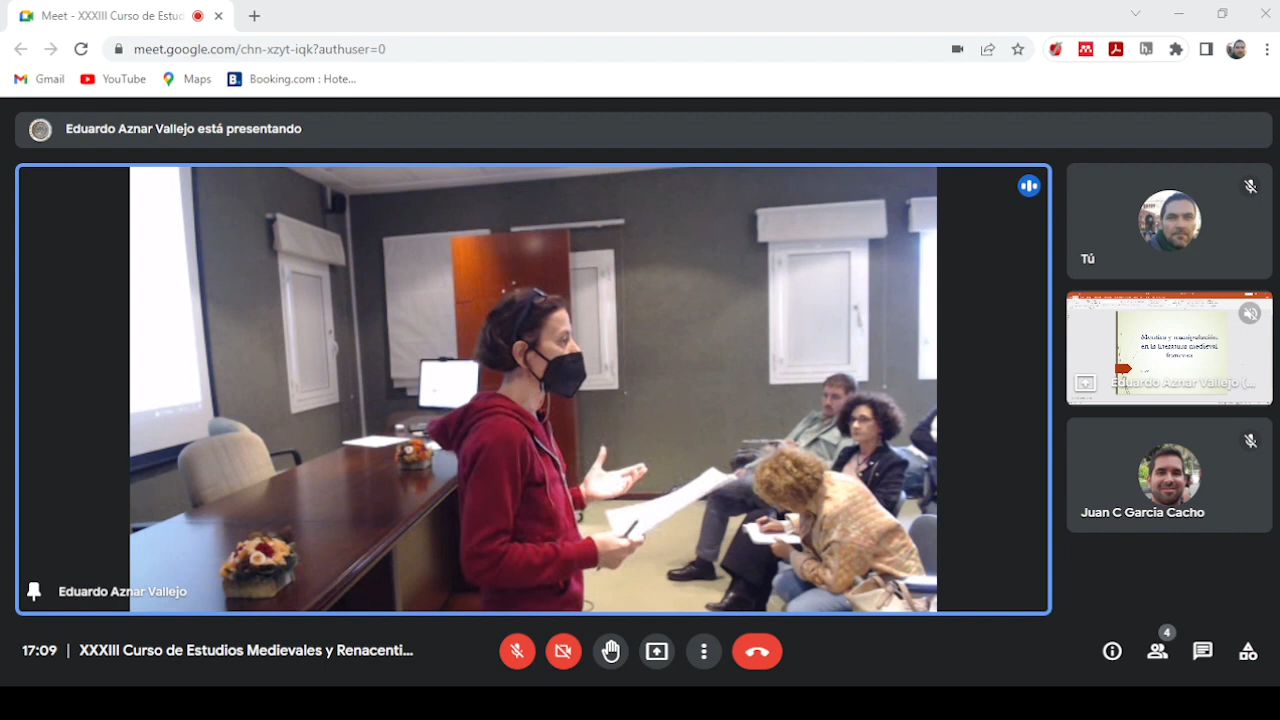 Meet - XXXIII Curso de Estud
meet.google.com/chn-xzyt-iqk?authuser=0
Gmail
YouTube
Maps
B.
Booking.com : Hote...
Eduardo Aznar Vallejo está presentando
Tú
Mentira y manipulación
en la literatura medieval
francesa
Eduardo Aznar Vallejo (...
Juan C Garcia Cacho
Eduardo Aznar Vallejo
17:09 | XXXIII Curso de Estudios Medievales y Renacenti...
4